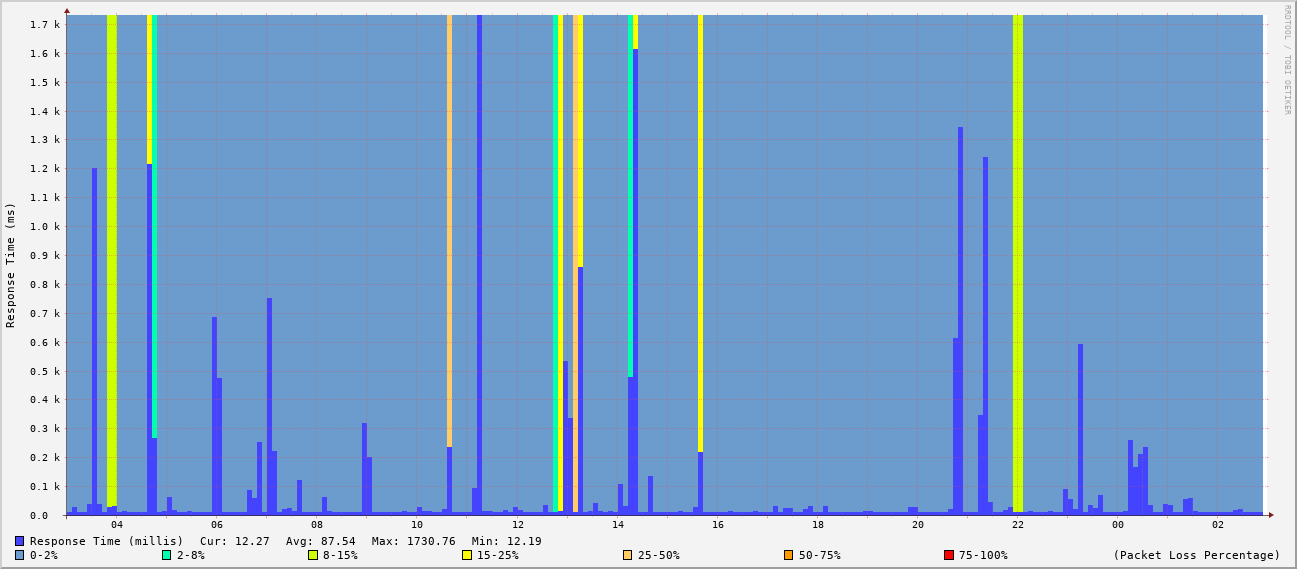 RRDTOOL / TOBI OETIKER
Response Time (ms)
1.7 k
1.6 k
1.5 k
1.4 k
1.3 k
1.2 k
1.1 k
1.0 k
0.9 k
0.8 k
0.7 k
0.6 k
0.5 k
0.4 k
0.3 k
0.2 k
0.1 k
0.0
04 06 08 10 12 14 16 18 20 22 00 02
Response Time (millis) Cur: 12.27 Avg: 87.54 Max: 1730.76 Min: 12.19
0-2% 2-8% 8-15% 15-25% 25-50% 50-75% 75-100% (Packet Loss Percentage)